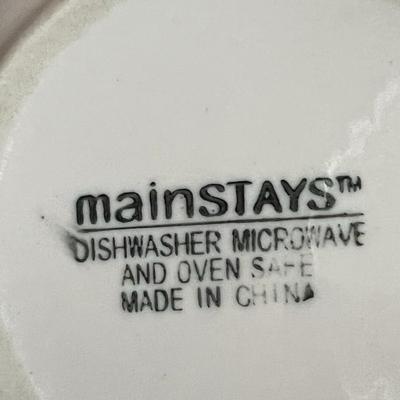 mainSTAYS™
DISHWASHER MICROWAVE
AND OVEN SAFE
MADE IN CHINA